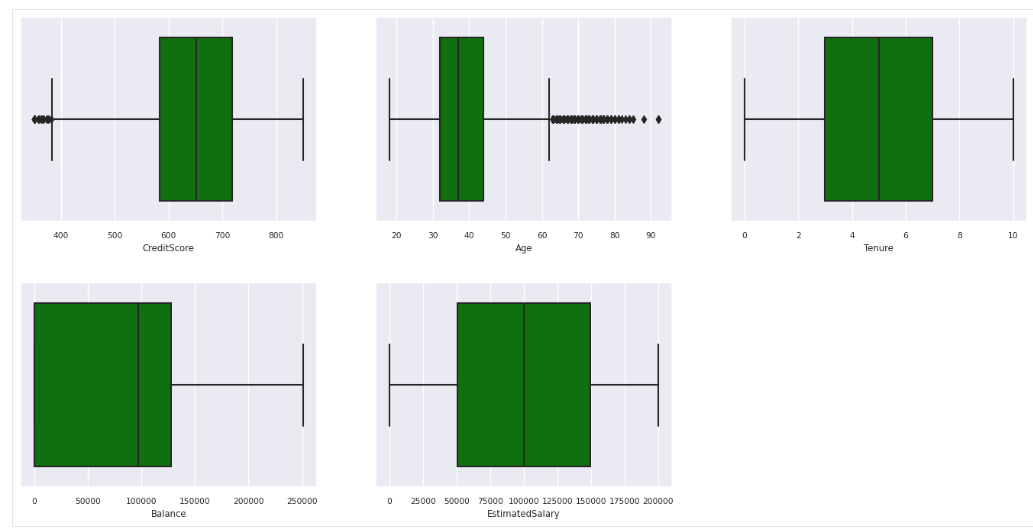 400 500 600 700 800
CreditScore
20 30 40 50 60 70 80 90
Age
0 2 4 6 8 10
Tenure
0 50000 100000 150000 200000 250000
Balance
0 25000 50000 75000 100000 125000 150000 175000 200000
EstimatedSalary